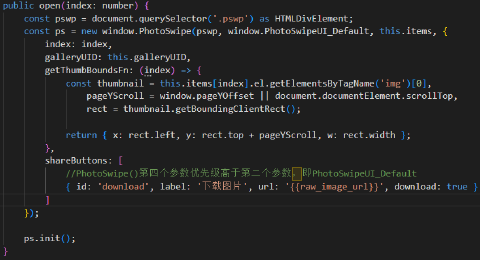 public open(index: number) {
const pswp = document.querySelector('.pswp') as HTMLDivElement;
const ps = new window.PhotoSwipe(pswp, window.PhotoSwipeUI_Default, this.items, {
index: index,
galleryUID: this.galleryUID,
getThumbBoundsFn: (index) => {
const thumbnail = this.items[index].el.getElementsByTagName('img')[0],
pageYScroll = window.pageYOffset || document.documentElement.scrollTop,
rect = thumbnail.getBoundingClientRect();
return { x: rect.left, y: rect.top + pageYScroll, w: rect.width };
},
shareButtons: [
//PhotoSwipe()第四个参数优先级高于第二个参数，即PhotoSwipeUI_Default
{ id: 'download', label: '下载图片', url: '{{raw_image_url}}', download: true }
]
});
ps.init();
}